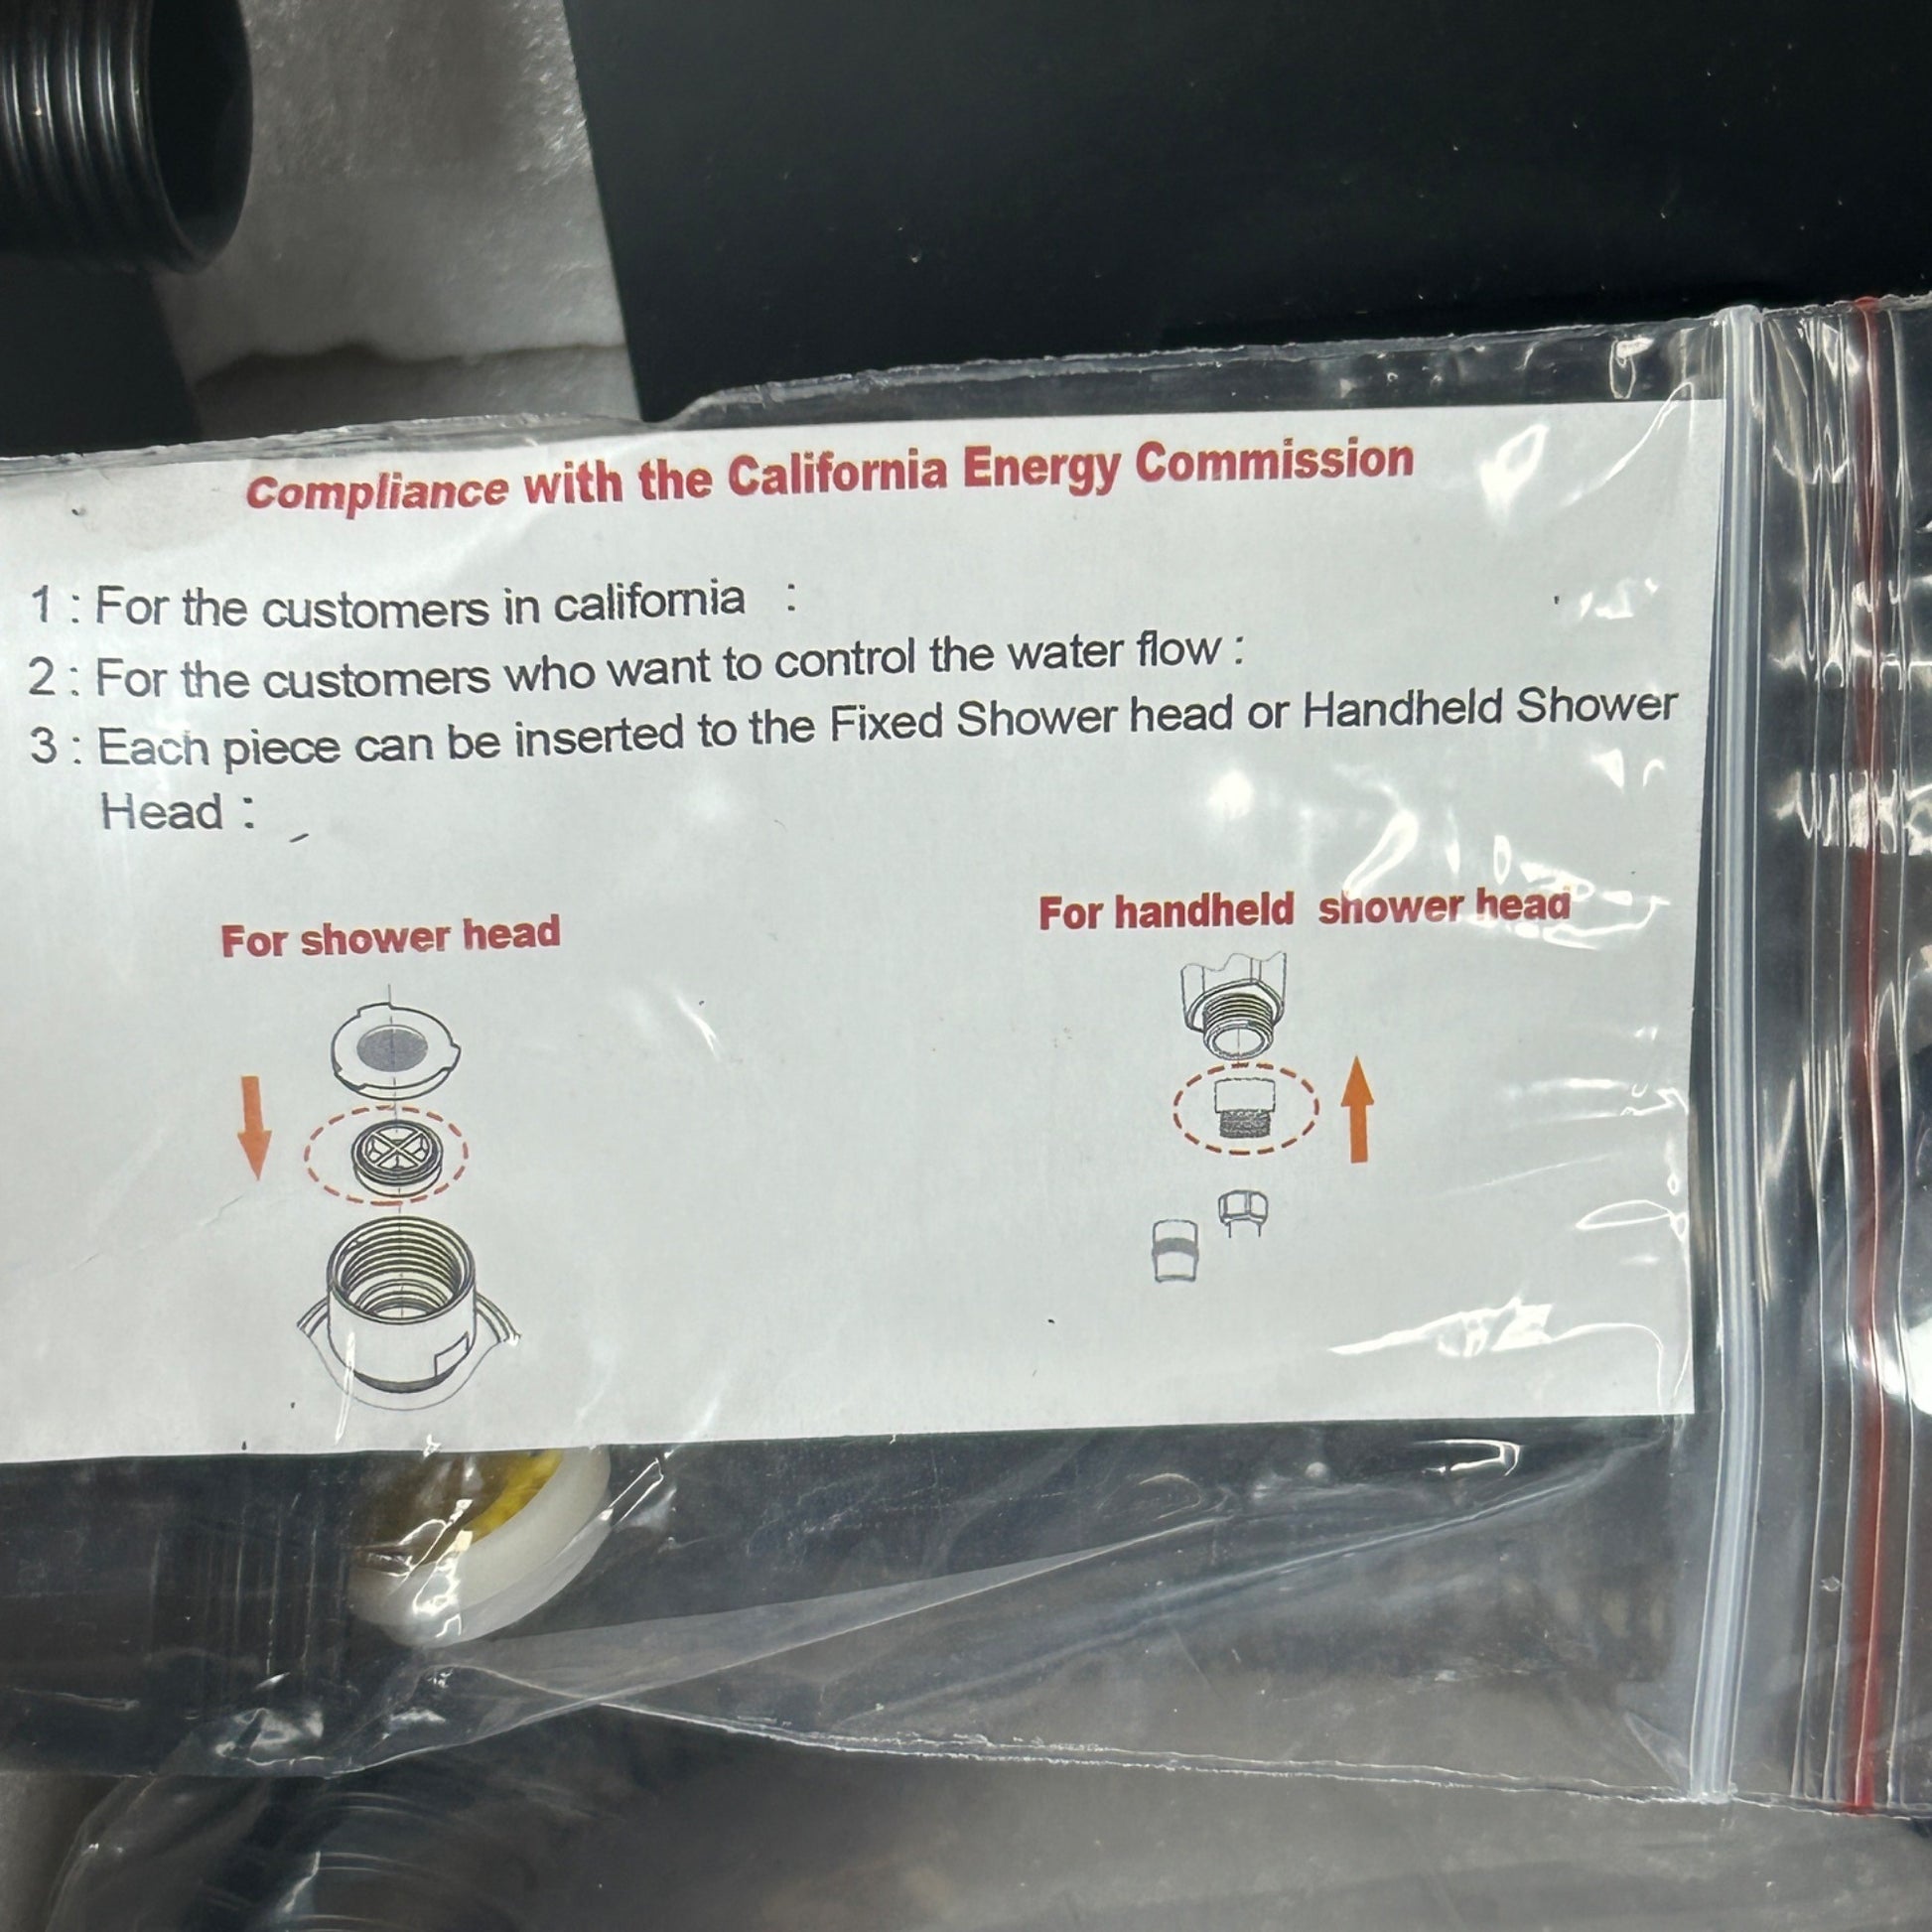 Compliance with the California Energy Commission
1 : For the customers in california :
2 : For the customers who want to control the water flow :
3 : Each piece can be inserted to the Fixed Shower head or Handheld Shower
Head :
For shower head
For handheld shower head